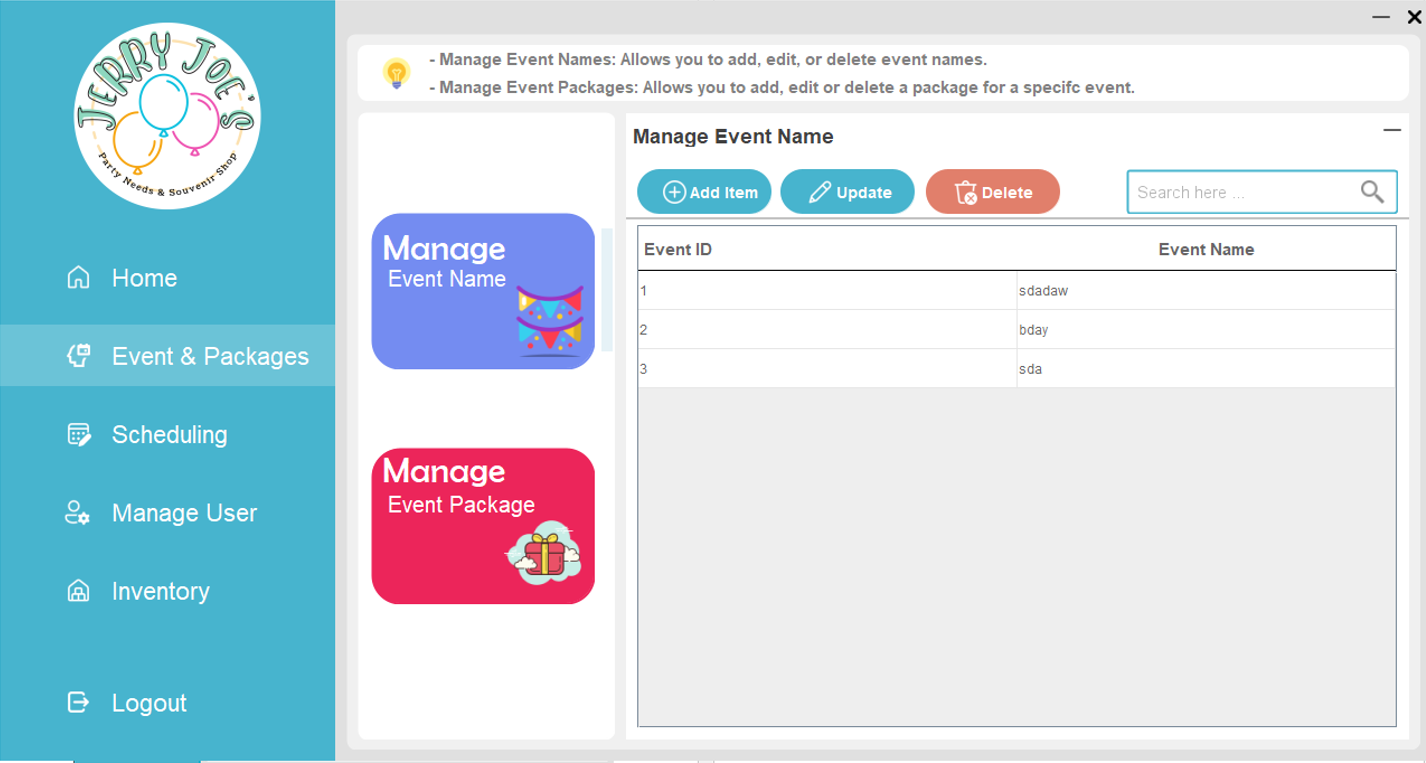 JERRY JOE'S
Party Needs & Souvenir Shop
Home
Event & Packages
Scheduling
Manage User
Inventory
Logout
- Manage Event Names: Allows you to add, edit, or delete event names.
- Manage Event Packages: Allows you to add, edit or delete a package for a specifc event.
Manage
Event Name
Manage
Event Package
Manage Event Name
Add Item Update Delete Search here ...
Event ID Event Name
1 sdadaw
2 bday
3 sda